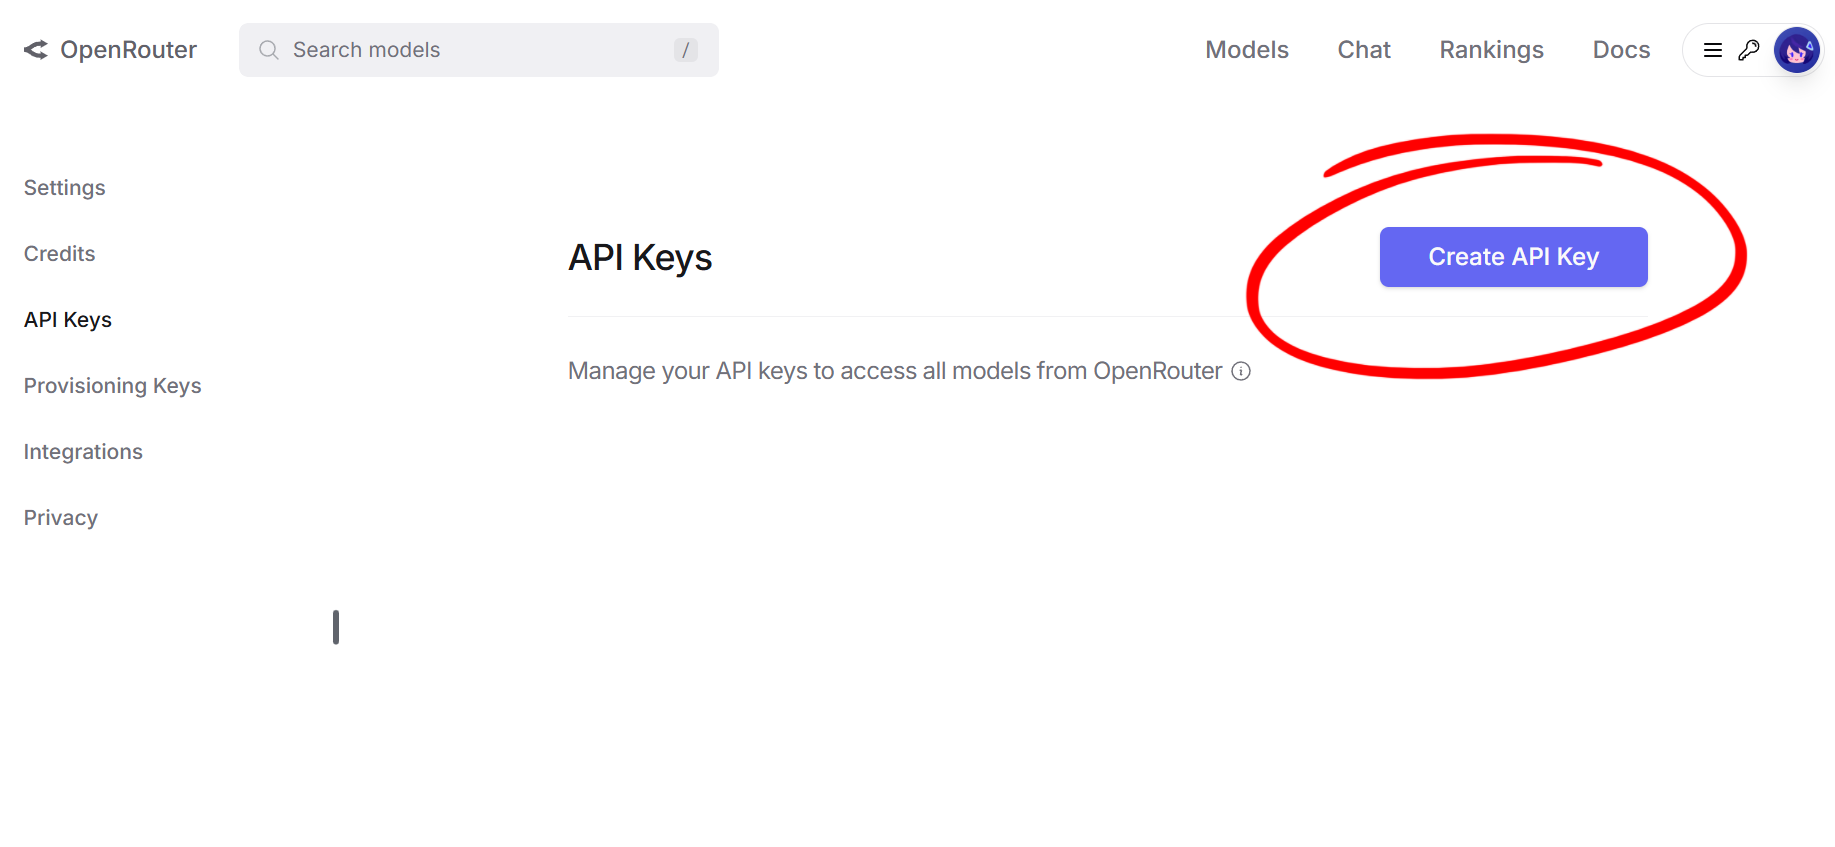 OpenRouter
Search models
/
Models
Chat
Rankings
Docs
Settings
Credits
API Keys
Provisioning Keys
Integrations
Privacy
API Keys
Create API Key
Manage your API keys to access all models from OpenRouter